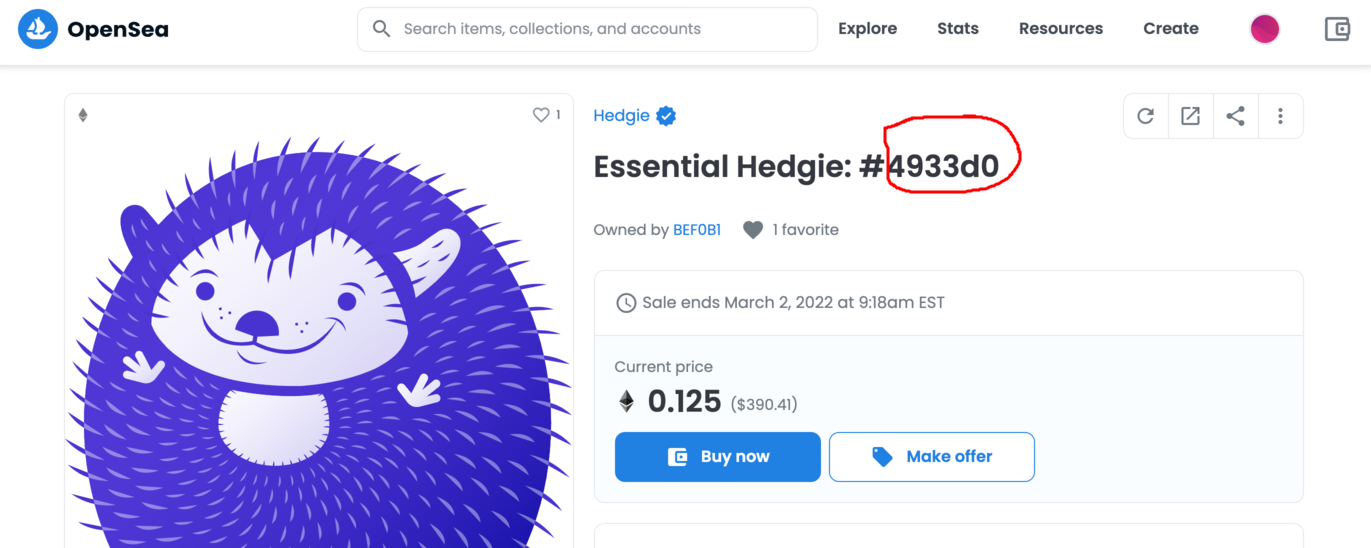 OpenSea
Search items, collections, and accounts
Explore
Stats
Resources
Create
1
Hedgie
Essential Hedgie: #4933d0
Owned by BEF0B1
1 favorite
Sale ends March 2, 2022 at 9:18am EST
Current price
0.125 ($390.41)
Buy now
Make offer